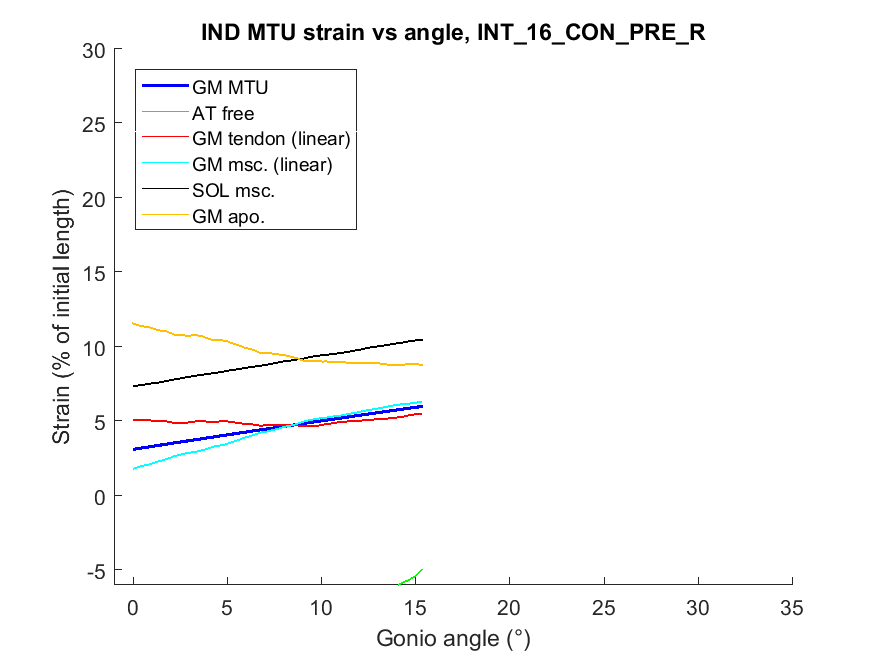 IND MTU strain vs angle, INT_16_CON_PRE_R
30
25
20
15
10
5
0
-5
Strain (% of initial length)
GM MTU
AT free
GM tendon (linear)
GM msc. (linear)
SOL msc.
GM apo.
0 5 10 15 20 25 30 35
Gonio angle (°)